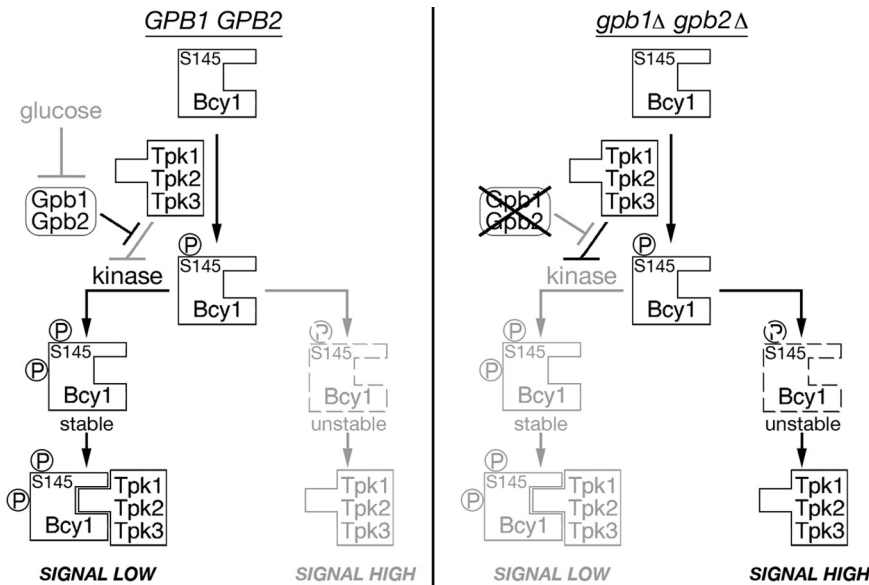 GPB1 GPB2
S145
Bcy1
glucose
Tpk1
Tpk2
Tpk3
Gpb1
Gpb2
P
S145
kinase
Bcy1
P
S145
P
Bcy1
stable
P
S145
P
Bcy1
Tpk1
Tpk2
Tpk3
SIGNAL LOW
P
S145
Bcy1
unstable
Tpk1
Tpk2
Tpk3
SIGNAL HIGH
gpb1Δ gpb2Δ
S145
Bcy1
Tpk1
Tpk2
Tpk3
Gpb1
Gpb2
P
S145
kinase
Bcy1
P
S145
P
Bcy1
stable
P
S145
P
Bcy1
Tpk1
Tpk2
Tpk3
SIGNAL LOW
P
S145
Bcy1
unstable
Tpk1
Tpk2
Tpk3
SIGNAL HIGH